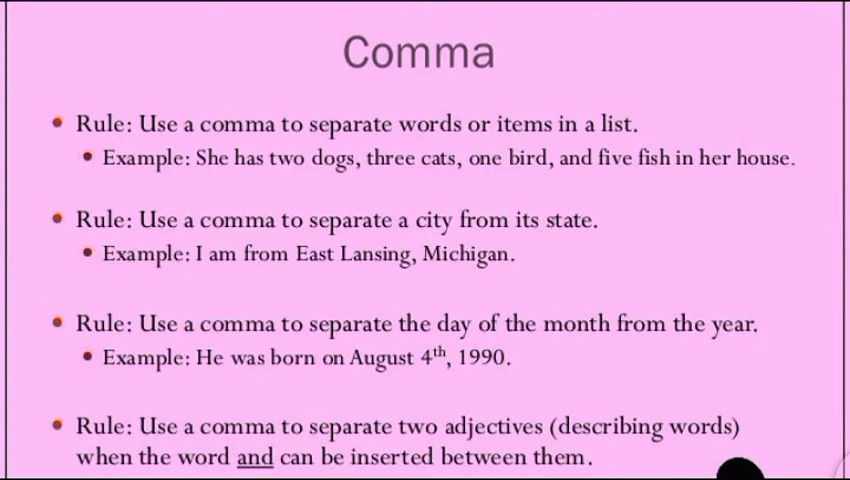 Comma
• Rule: Use a comma to separate words or items in a list.
• Example: She has two dogs, three cats, one bird, and five fish in her house.
• Rule: Use a comma to separate a city from its state.
• Example: I am from East Lansing, Michigan.
• Rule: Use a comma to separate the day of the month from the year.
• Example: He was born on August 4th, 1990.
• Rule: Use a comma to separate two adjectives (describing words)
when the word and can be inserted between them.